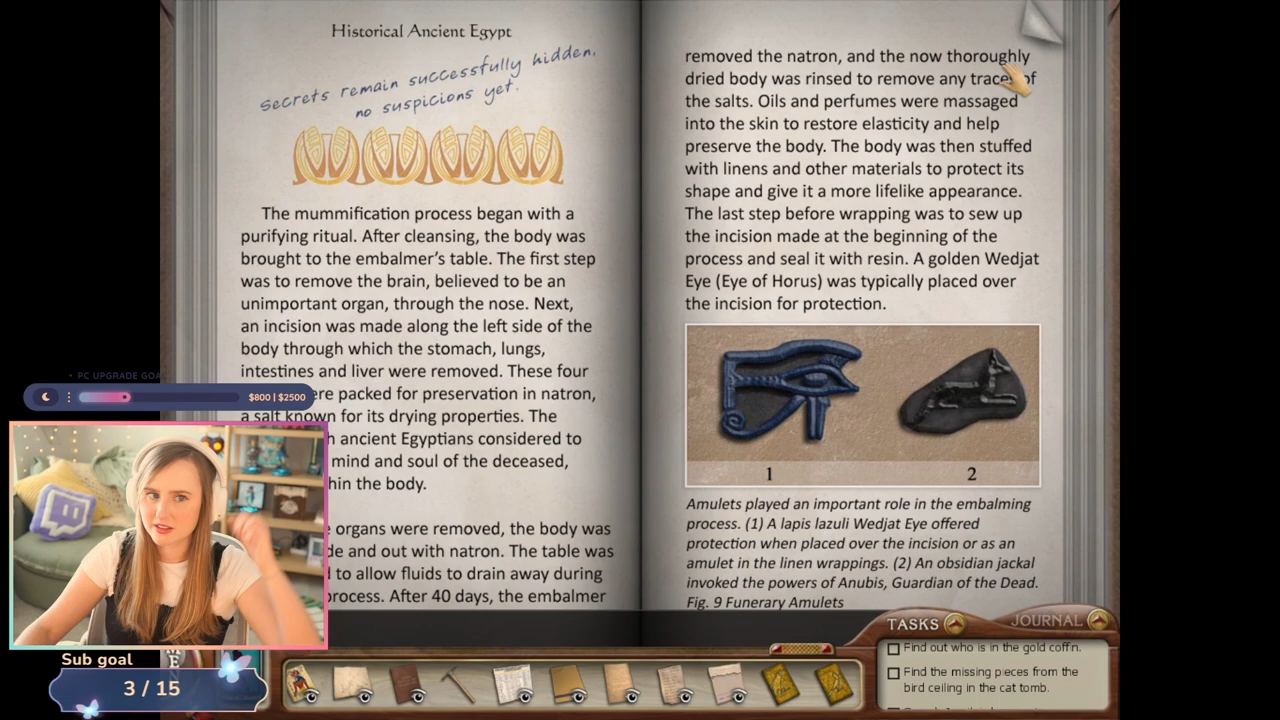 Historical Ancient Egypt
Secrets remain successfully hidden,
no suspicions yet.
The mummification process began with a
purifying ritual. After cleansing, the body was
brought to the embalmer's table. The first step
was to remove the brain, believed to be an
unimportant organ, through the nose. Next,
an incision was made along the left side of the
body through which the stomach, lungs,
intestines and liver were removed. These four
ere packed for preservation in natron,
a salt known for its drying properties. The
h ancient Egyptians considered to
mind and soul of the deceased,
hin the body.
e organs were removed, the body was
de and out with natron. The table was
d to allow fluids to drain away during
process. After 40 days, the embalmer
removed the natron, and the now thoroughly
dried body was rinsed to remove any traces of
the salts. Oils and perfumes were massaged
into the skin to restore elasticity and help
preserve the body. The body was then stuffed
with linens and other materials to protect its
shape and give it a more lifelike appearance.
The last step before wrapping was to sew up
the incision made at the beginning of the
process and seal it with resin. A golden Wedjat
Eye (Eye of Horus) was typically placed over
the incision for protection.
1 2
Amulets played an important role in the embalming
process. (1) A lapis lazuli Wedjat Eye offered
protection when placed over the incision or as an
amulet in the linen wrappings. (2) An obsidian jackal
invoked the powers of Anubis, Guardian of the Dead.
Fig. 9 Funerary Amulets
• PC UPGRADE GOA
$800 | $2500
Sub goal
3 / 15
TASKS
JOURNAL
Find out who is in the gold coffin.
Find the missing pieces from the
bird ceiling in the cat tomb.